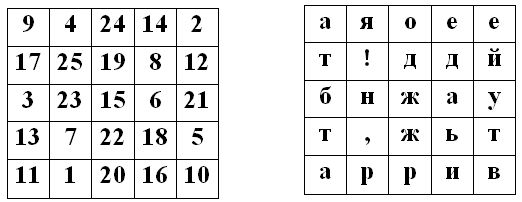 9 4 24 14 2
17 25 19 8 12
3 23 15 6 21
13 7 22 18 5
11 1 20 16 10
а я о е е
т ! д д й
б н ж а у
т , ж ь т
а р р и в